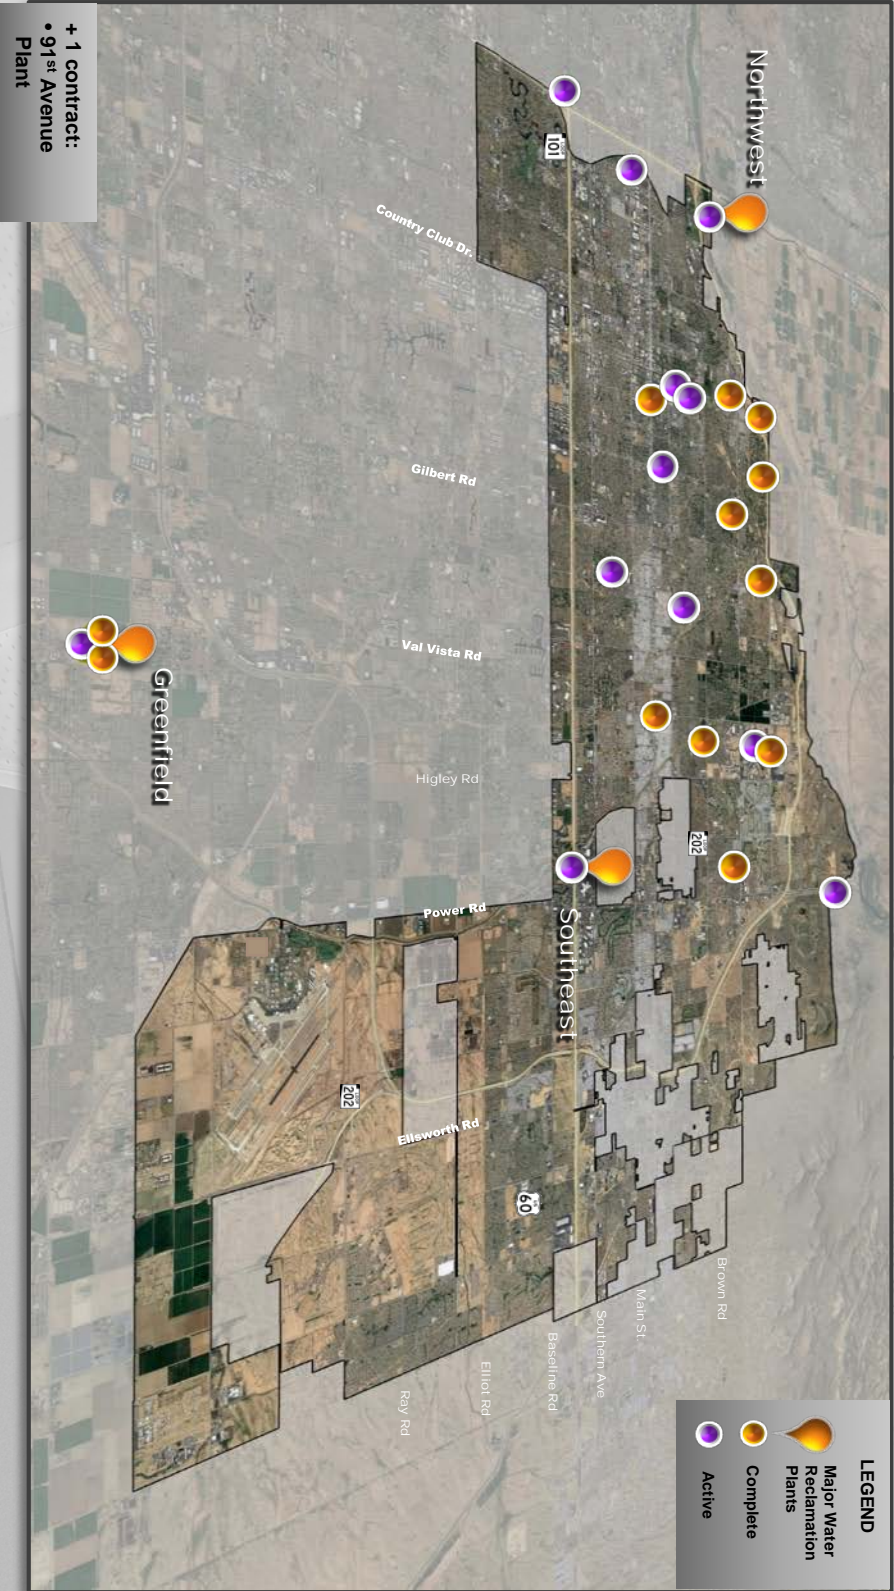 Northwest
101
Country Club Dr.
Gilbert Rd
Val Vista Rd
Higley Rd
Greenfield
202
Power Rd
Southeast
202
Ellsworth Rd
60
Brown Rd
Main St.
Southern Ave
Baseline Rd
Elliot Rd
Ray Rd
LEGEND
Major Water
Reclamation
Plants
Complete
Active
+ 1 contract:
• 91st Avenue
Plant